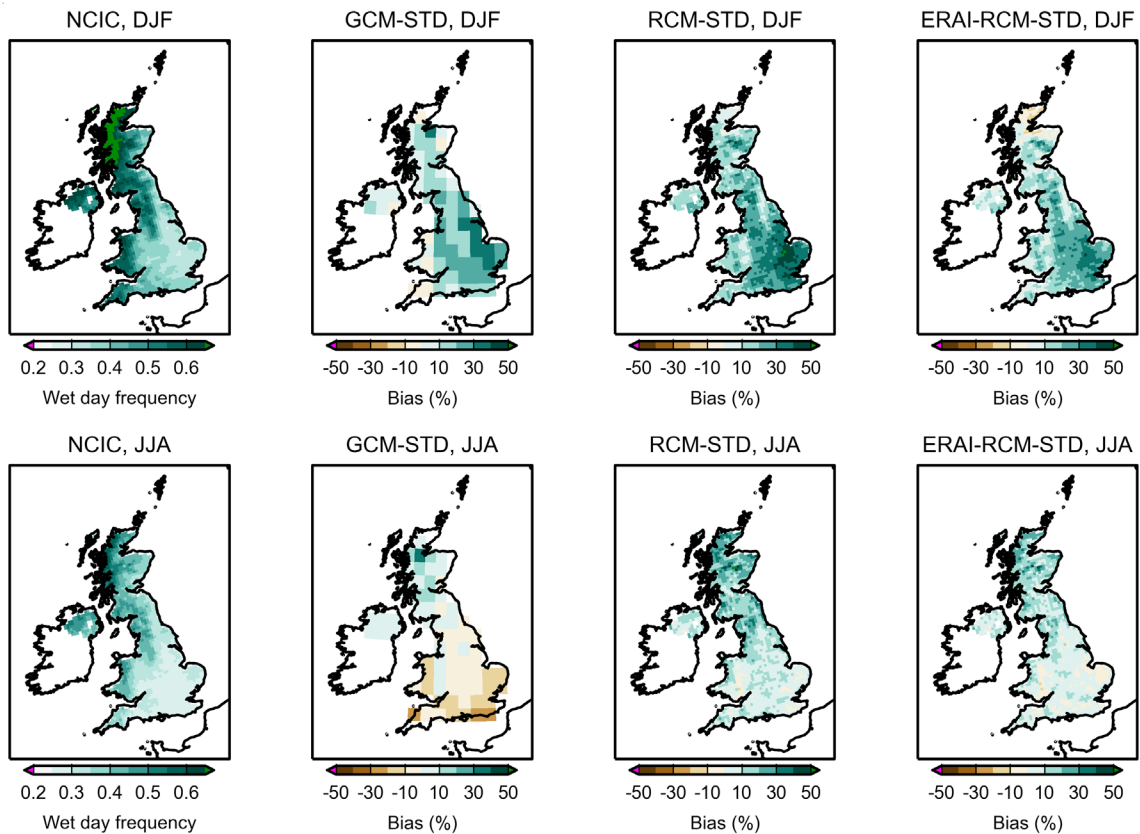 NCIC, DJF
GCM-STD, DJF
RCM-STD, DJF
ERAI-RCM-STD, DJF
0.2 0.3 0.4 0.5 0.6
-50 -30 -10 10 30 50
-50 -30 -10 10 30 50
-50 -30 -10 10 30 50
Wet day frequency
Bias (%)
Bias (%)
Bias (%)
NCIC, JJA
GCM-STD, JJA
RCM-STD, JJA
ERAI-RCM-STD, JJA
0.2 0.3 0.4 0.5 0.6
-50 -30 -10 10 30 50
-50 -30 -10 10 30 50
-50 -30 -10 10 30 50
Wet day frequency
Bias (%)
Bias (%)
Bias (%)